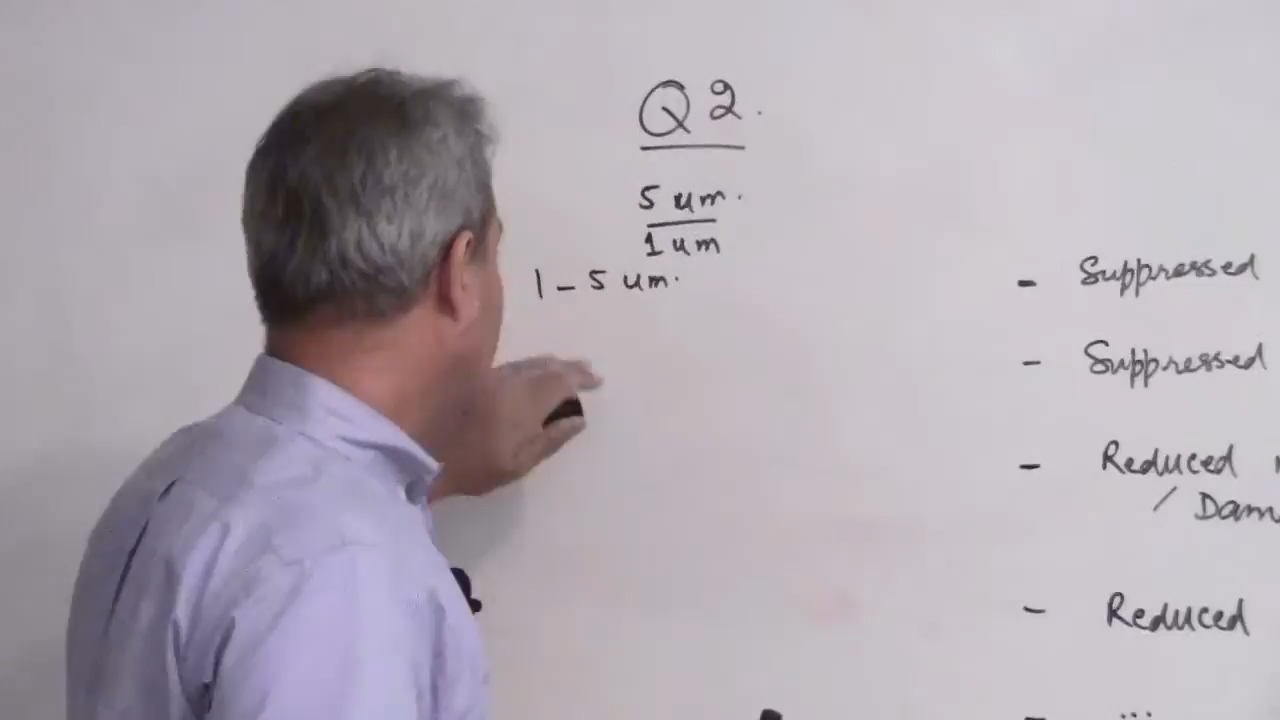 Q2.
5 um.
1 um
1 - 5 um.
- Suppressed
- Suppressed
- Reduced
/ Dam
- Reduced
- ...